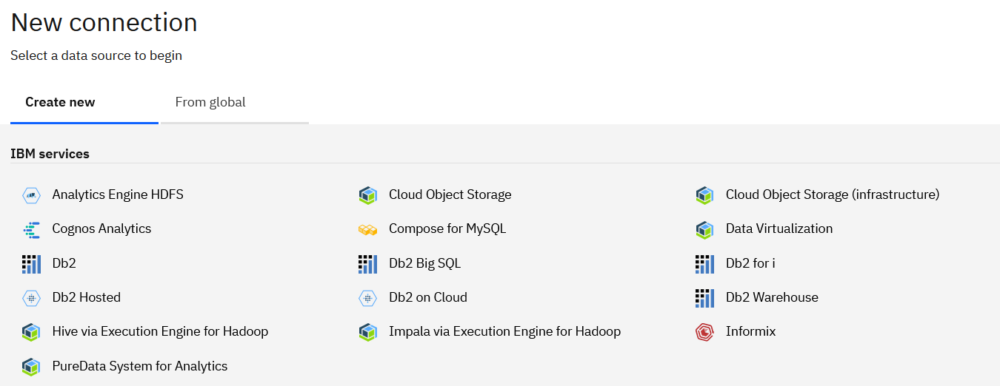 New connection
Select a data source to begin
Create new From global
IBM services
Analytics Engine HDFS Cloud Object Storage Cloud Object Storage (infrastructure)
Cognos Analytics Compose for MySQL Data Virtualization
Db2 Db2 Big SQL Db2 for i
Db2 Hosted Db2 on Cloud Db2 Warehouse
Hive via Execution Engine for Hadoop Impala via Execution Engine for Hadoop Informix
PureData System for Analytics